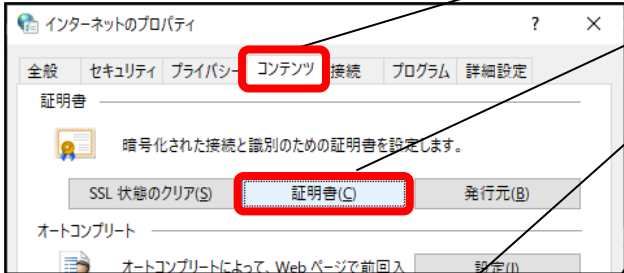 インターネットのプロパティ ? ×
全般 セキュリティ プライバシー コンテンツ 接続 プログラム 詳細設定
証明書
暗号化された接続と識別のための証明書を設定します。
SSL 状態のクリア(S) 証明書(C) 発行元(B)
オートコンプリート
オートコンプリートによって、Web ページで前回入 設定(I)